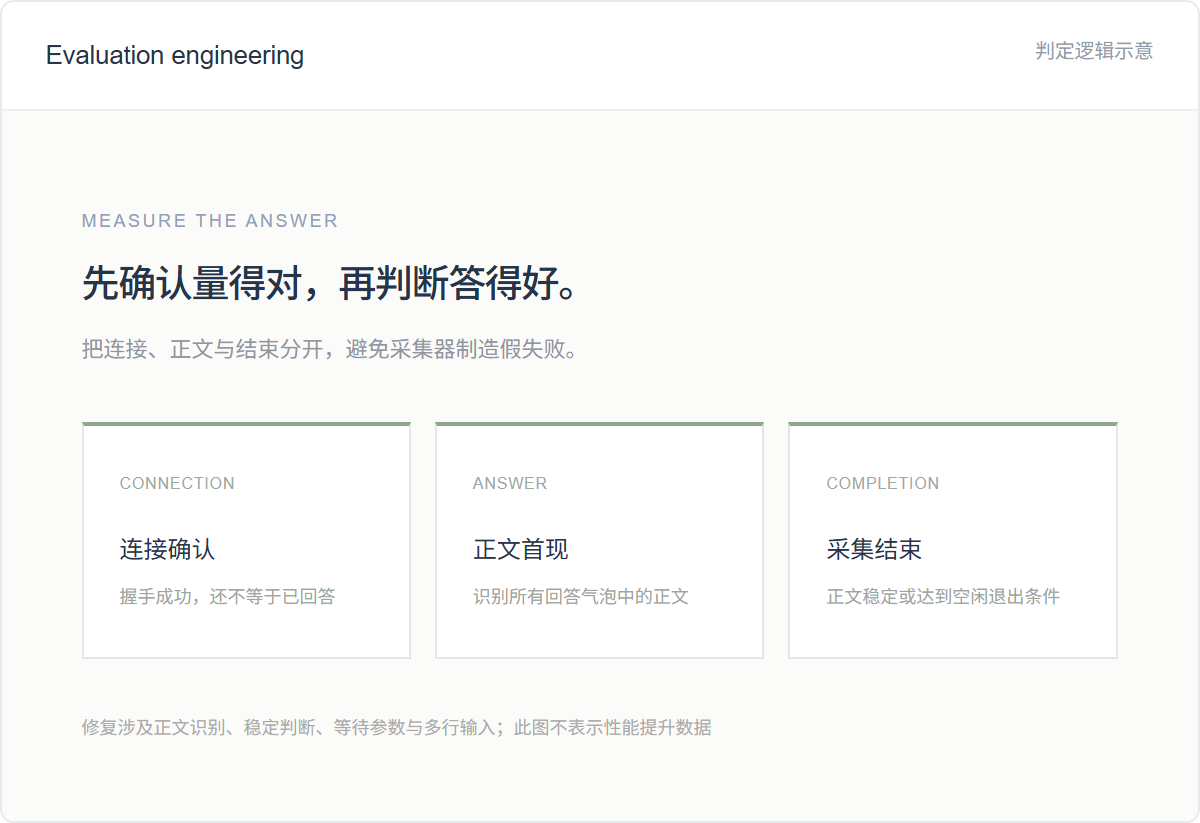 Evaluation engineering
判定逻辑示意
MEASURE THE ANSWER
先确认量得对，再判断答得好。
把连接、正文与结束分开，避免采集器制造假失败。
CONNECTION
连接确认
握手成功，还不等于已回答
ANSWER
正文首现
识别所有回答气泡中的正文
COMPLETION
采集结束
正文稳定或达到空闲退出条件
修复涉及正文识别、稳定判断、等待参数与多行输入；此图不表示性能提升数据